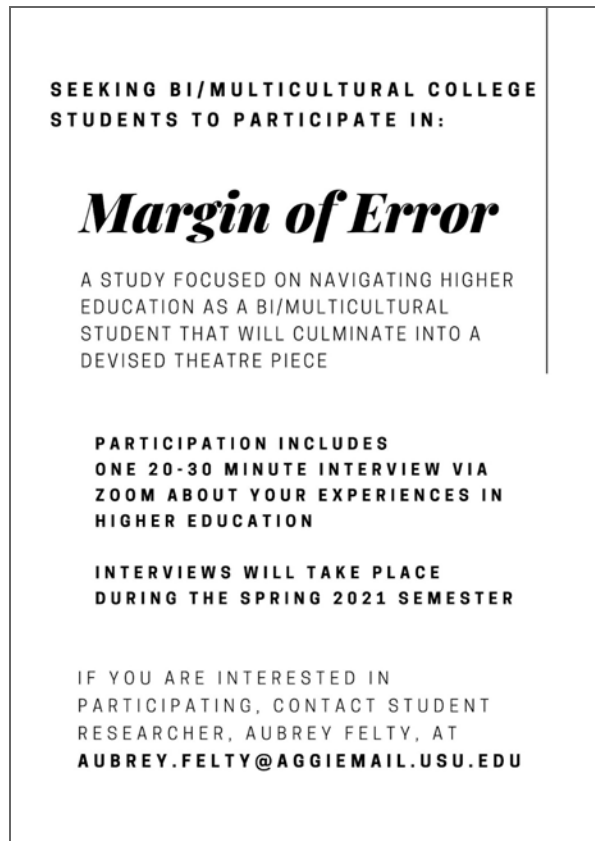 SEEKING BI/MULTICULTURAL COLLEGE
STUDENTS TO PARTICIPATE IN:
Margin of Error
A STUDY FOCUSED ON NAVIGATING HIGHER
EDUCATION AS A BI/MULTICULTURAL
STUDENT THAT WILL CULMINATE INTO A
DEVISED THEATRE PIECE
PARTICIPATION INCLUDES
ONE 20-30 MINUTE INTERVIEW VIA
ZOOM ABOUT YOUR EXPERIENCES IN
HIGHER EDUCATION
INTERVIEWS WILL TAKE PLACE
DURING THE SPRING 2021 SEMESTER
IF YOU ARE INTERESTED IN
PARTICIPATING, CONTACT STUDENT
RESEARCHER, AUBREY FELTY, AT
AUBREY.FELTY@AGGIEMAIL.USU.EDU